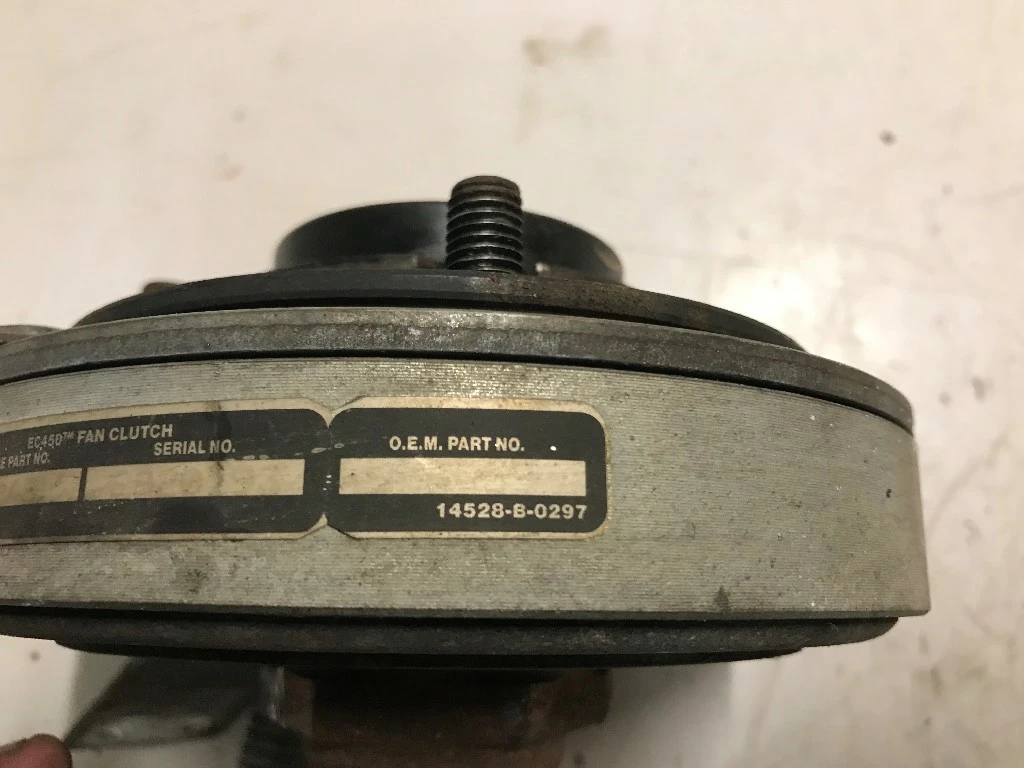 EC450™ FAN CLUTCH
PART NO.
SERIAL NO.
O.E.M. PART NO.
14528-B-0297